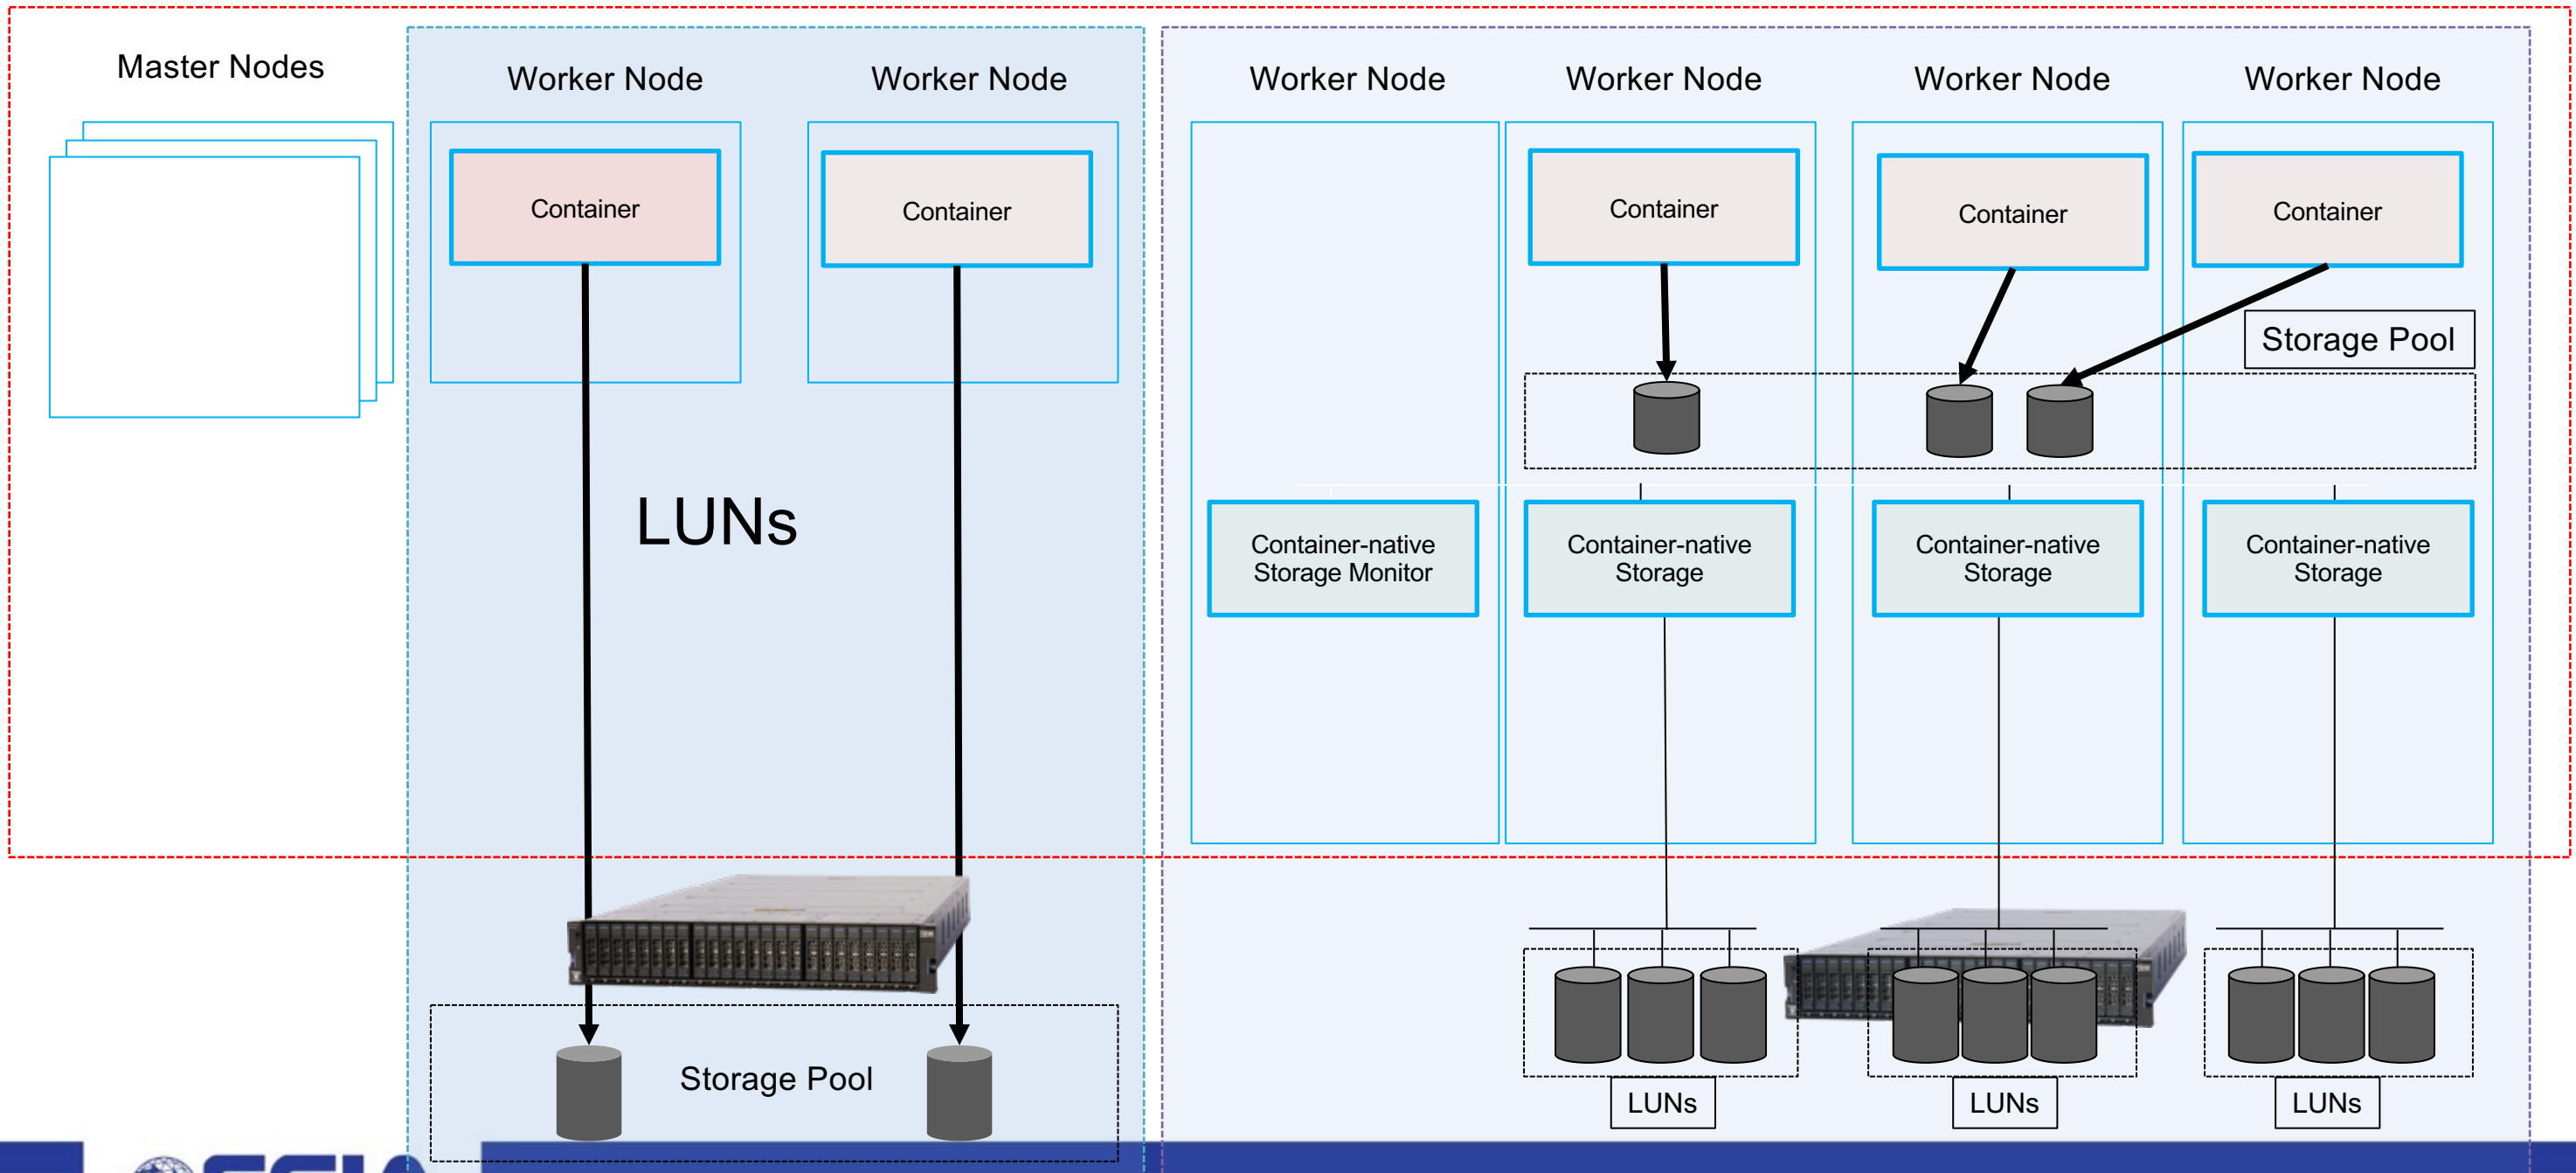 Master Nodes
Worker Node
Worker Node
Worker Node
Worker Node
Worker Node
Worker Node
Container
Container
Container
Container
Container
Storage Pool
LUNs
Container-native
Storage Monitor
Container-native
Storage
Container-native
Storage
Container-native
Storage
Storage Pool
LUNs
LUNs
LUNs